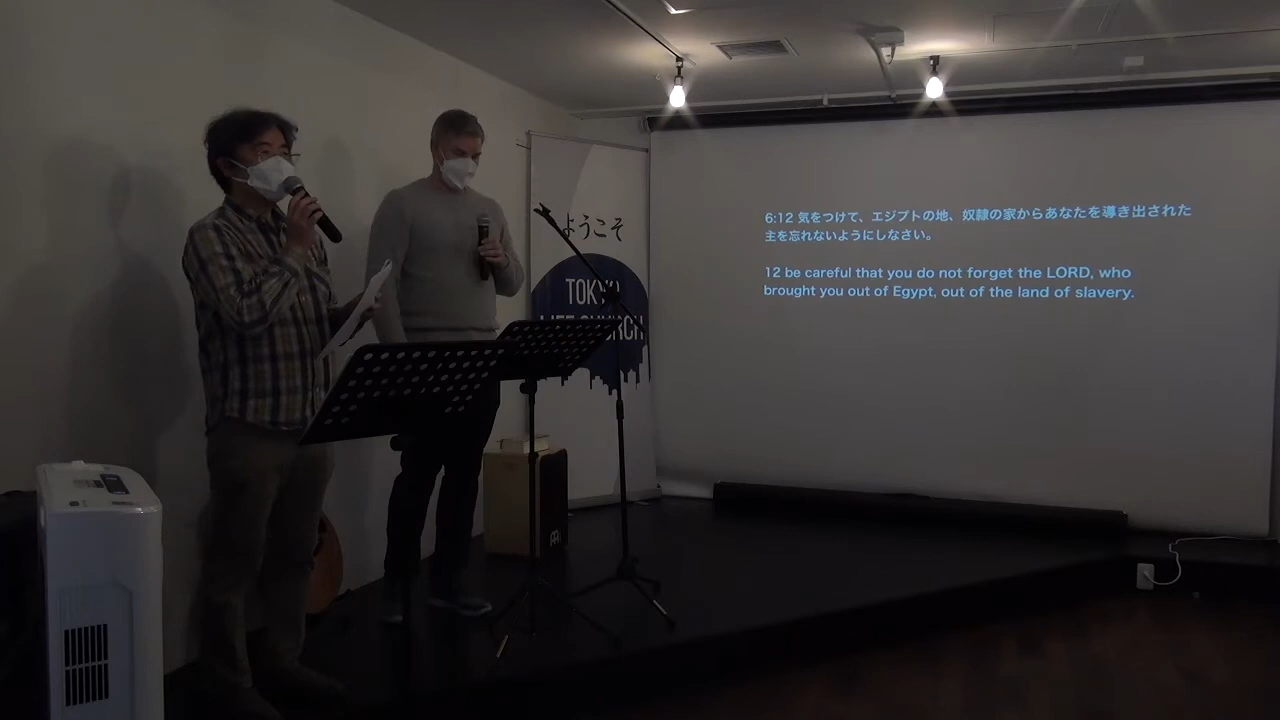 ようこそ
TOKYO
LIFE CHURCH
6:12 気をつけて、エジプトの地、奴隷の家からあなたを導き出された
主を忘れないようにしなさい。
12 be careful that you do not forget the LORD, who
brought you out of Egypt, out of the land of slavery.